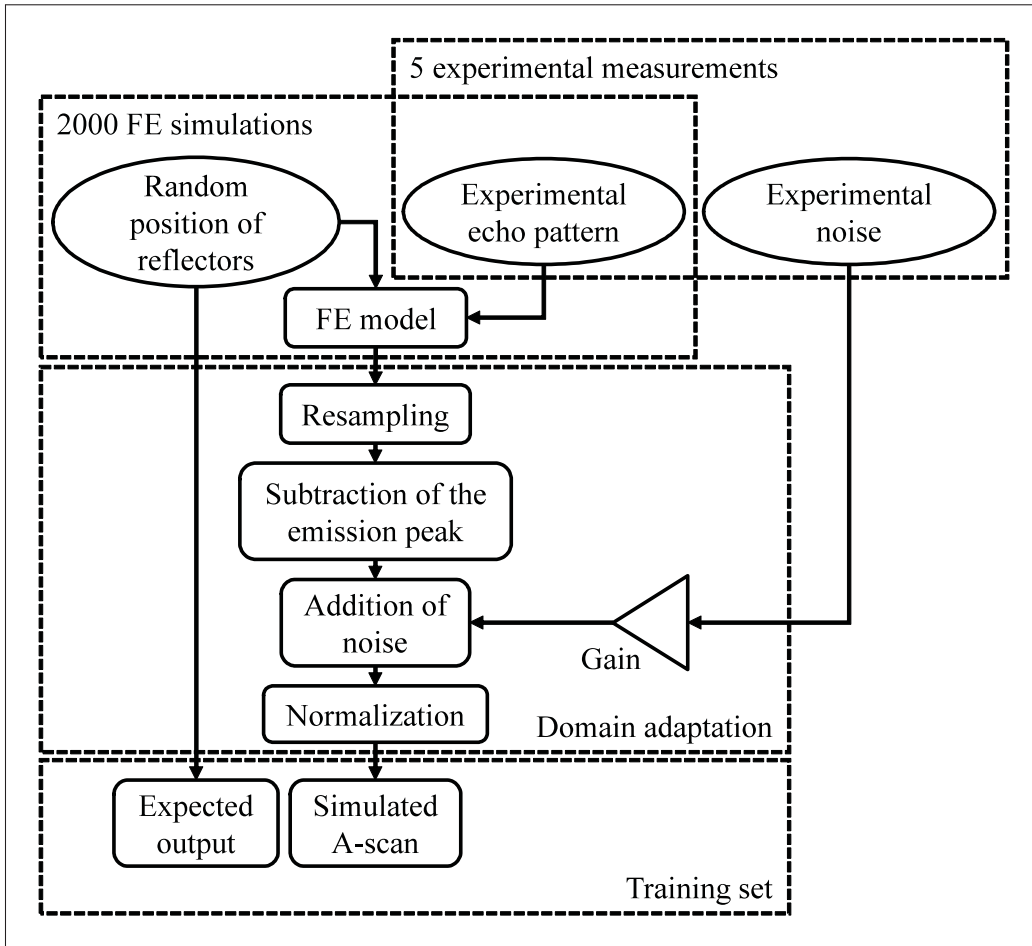 5 experimental measurements
2000 FE simulations
Random
position of
reflectors
Experimental
echo pattern
Experimental
noise
FE model
Resampling
Subtraction of the
emission peak
Addition of
noise
Gain
Normalization
Domain adaptation
Expected
output
Simulated
A-scan
Training set